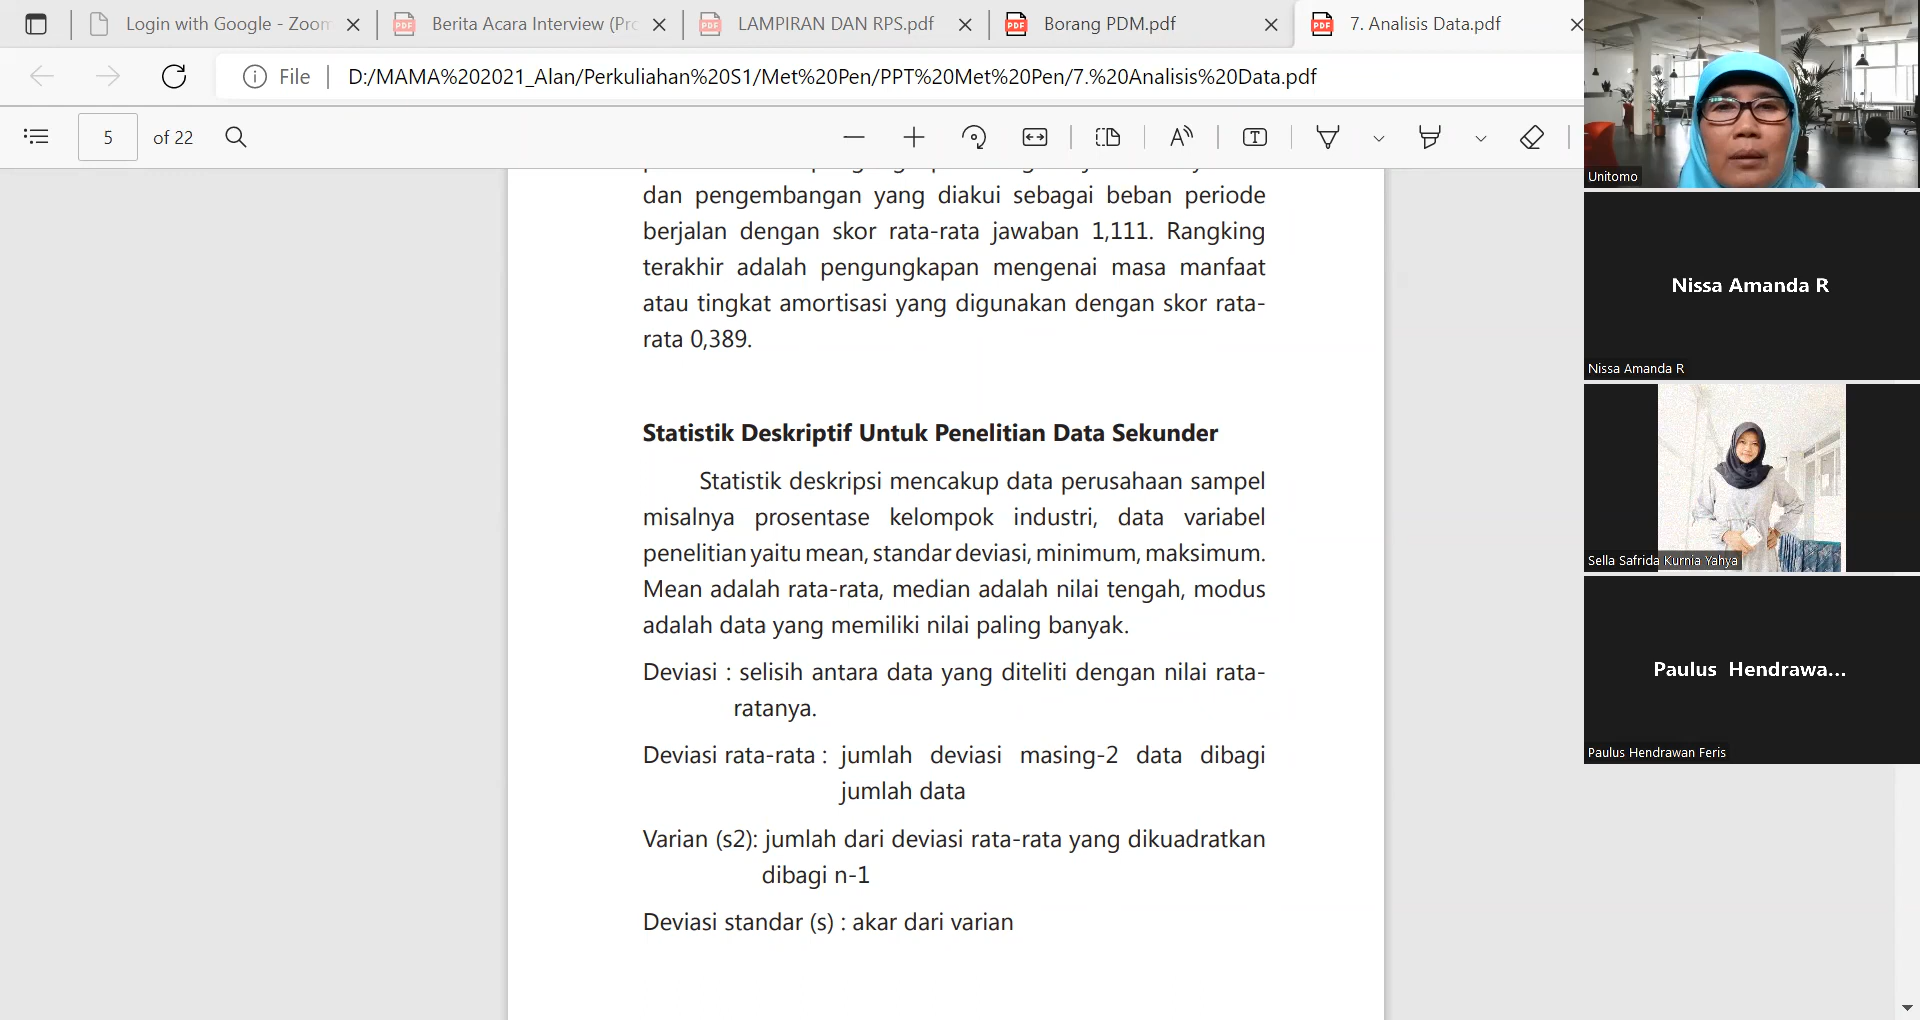 Login with Google - Zoom
Berita Acara Interview (Pro
LAMPIRAN DAN RPS.pdf
Borang PDM.pdf
7. Analisis Data.pdf
File
D:/MAMA%202021_Alan/Perkuliahan%20S1/Met%20Pen/PPT%20Met%20Pen/7.%20Analisis%20Data.pdf
5 of 22
dan pengembangan yang diakui sebagai beban periode
berjalan dengan skor rata-rata jawaban 1,111. Rangking
terakhir adalah pengungkapan mengenai masa manfaat
atau tingkat amortisasi yang digunakan dengan skor rata-
rata 0,389.
Statistik Deskriptif Untuk Penelitian Data Sekunder
Statistik deskripsi mencakup data perusahaan sampel
misalnya prosentase kelompok industri, data variabel
penelitian yaitu mean, standar deviasi, minimum, maksimum.
Mean adalah rata-rata, median adalah nilai tengah, modus
adalah data yang memiliki nilai paling banyak.
Deviasi : selisih antara data yang diteliti dengan nilai rata-
ratanya.
Deviasi rata-rata : jumlah deviasi masing-2 data dibagi
jumlah data
Varian (s2): jumlah dari deviasi rata-rata yang dikuadratkan
dibagi n-1
Deviasi standar (s) : akar dari varian
Unitomo
Nissa Amanda R
Nissa Amanda R
Sella Safrida Kurnia Yahya
Paulus Hendrawa...
Paulus Hendrawan Feris